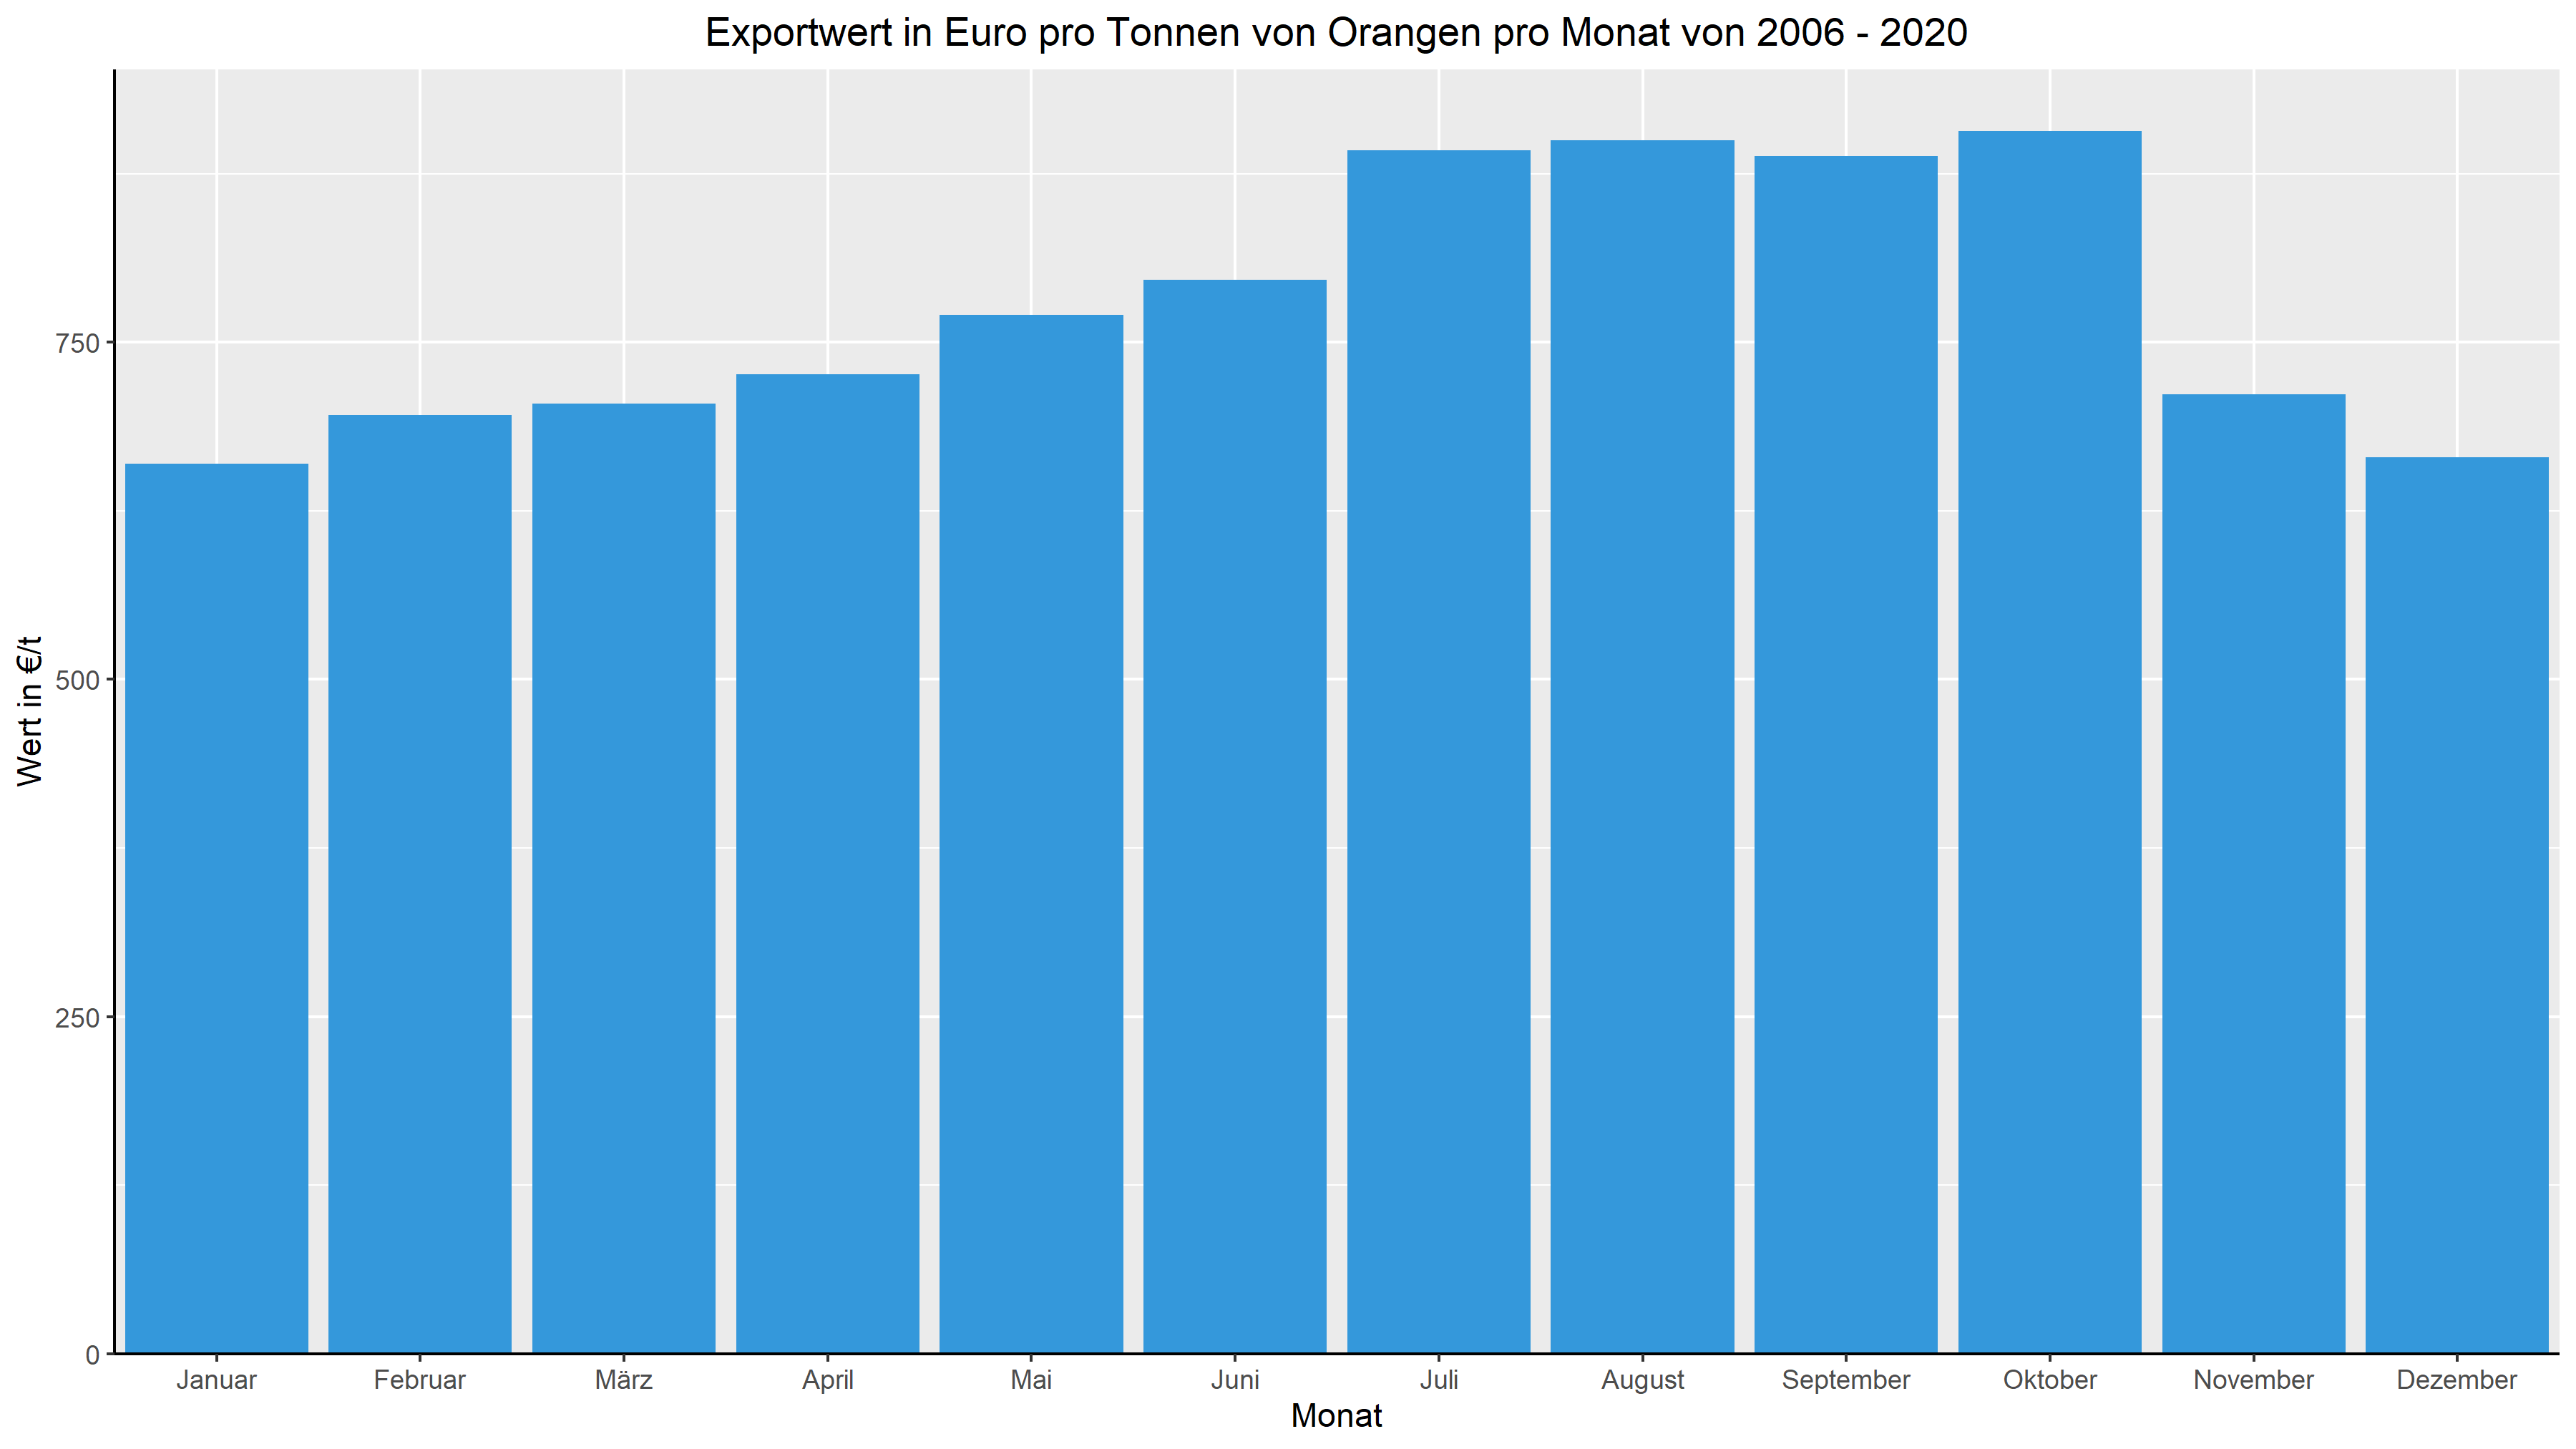 Exportwert in Euro pro Tonnen von Orangen pro Monat von 2006 - 2020
Wert in €/t
750
500
250
0
Januar Februar März April Mai Juni Juli August September Oktober November Dezember
Monat